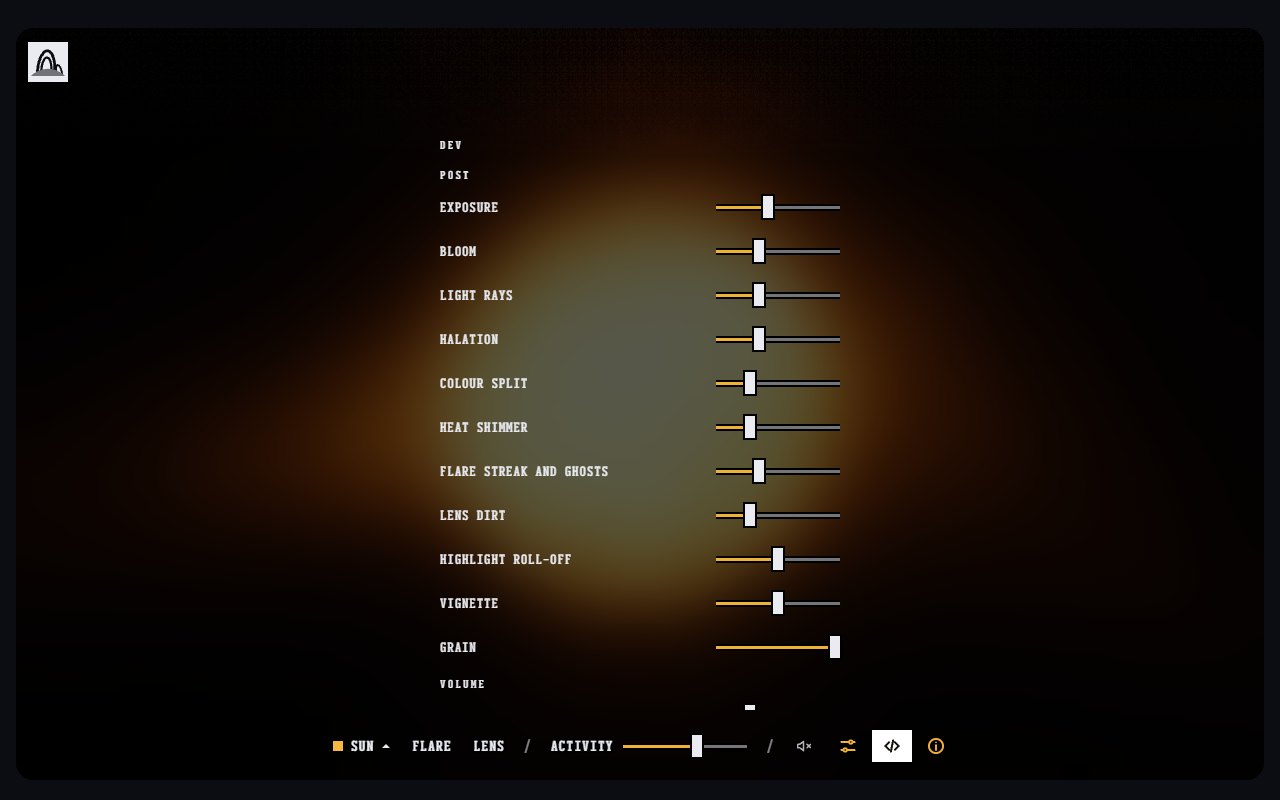 DEV
POST
EXPOSURE
BLOOM
LIGHT RAYS
HALATION
COLOUR SPLIT
HEAT SHIMMER
FLARE STREAK AND GHOSTS
LENS DIRT
HIGHLIGHT ROLL-OFF
VIGNETTE
GRAIN
VOLUME
SUN FLARE LENS / ACTIVITY /